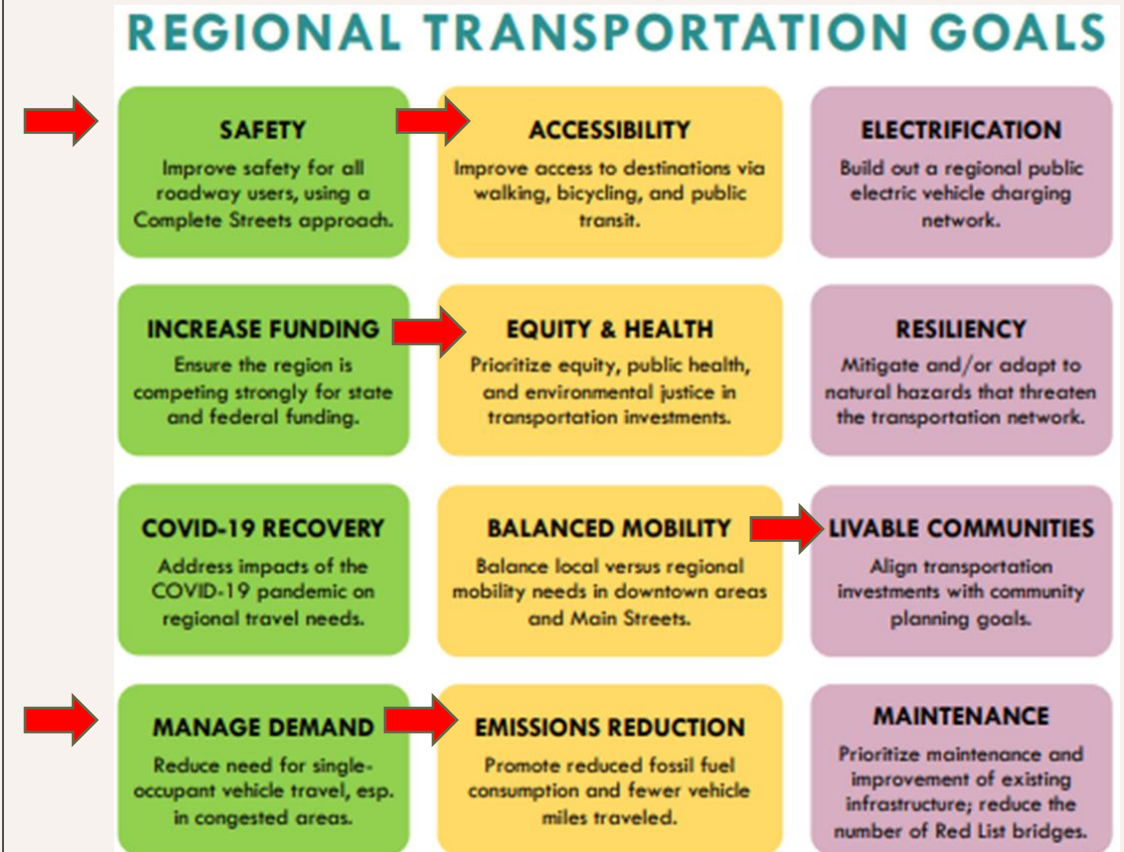 REGIONAL TRANSPORTATION GOALS
SAFETY
Improve safety for all
roadway users, using a
Complete Streets approach.
ACCESSIBILITY
Improve access to destinations via
walking, bicycling, and public
transit.
ELECTRIFICATION
Build out a regional public
electric vehicle charging
network.
INCREASE FUNDING
Ensure the region is
competing strongly for state
and federal funding.
EQUITY & HEALTH
Prioritize equity, public health,
and environmental justice in
transportation investments.
RESILIENCY
Mitigate and/or adapt to
natural hazards that threaten
the transportation network.
COVID-19 RECOVERY
Address impacts of the
COVID-19 pandemic on
regional travel needs.
BALANCED MOBILITY
Balance local versus regional
mobility needs in downtown areas
and Main Streets.
LIVABLE COMMUNITIES
Align transportation
investments with community
planning goals.
MANAGE DEMAND
Reduce need for single-
occupant vehicle travel, esp.
in congested areas.
EMISSIONS REDUCTION
Promote reduced fossil fuel
consumption and fewer vehicle
miles traveled.
MAINTENANCE
Prioritize maintenance and
improvement of existing
infrastructure; reduce the
number of Red List bridges.